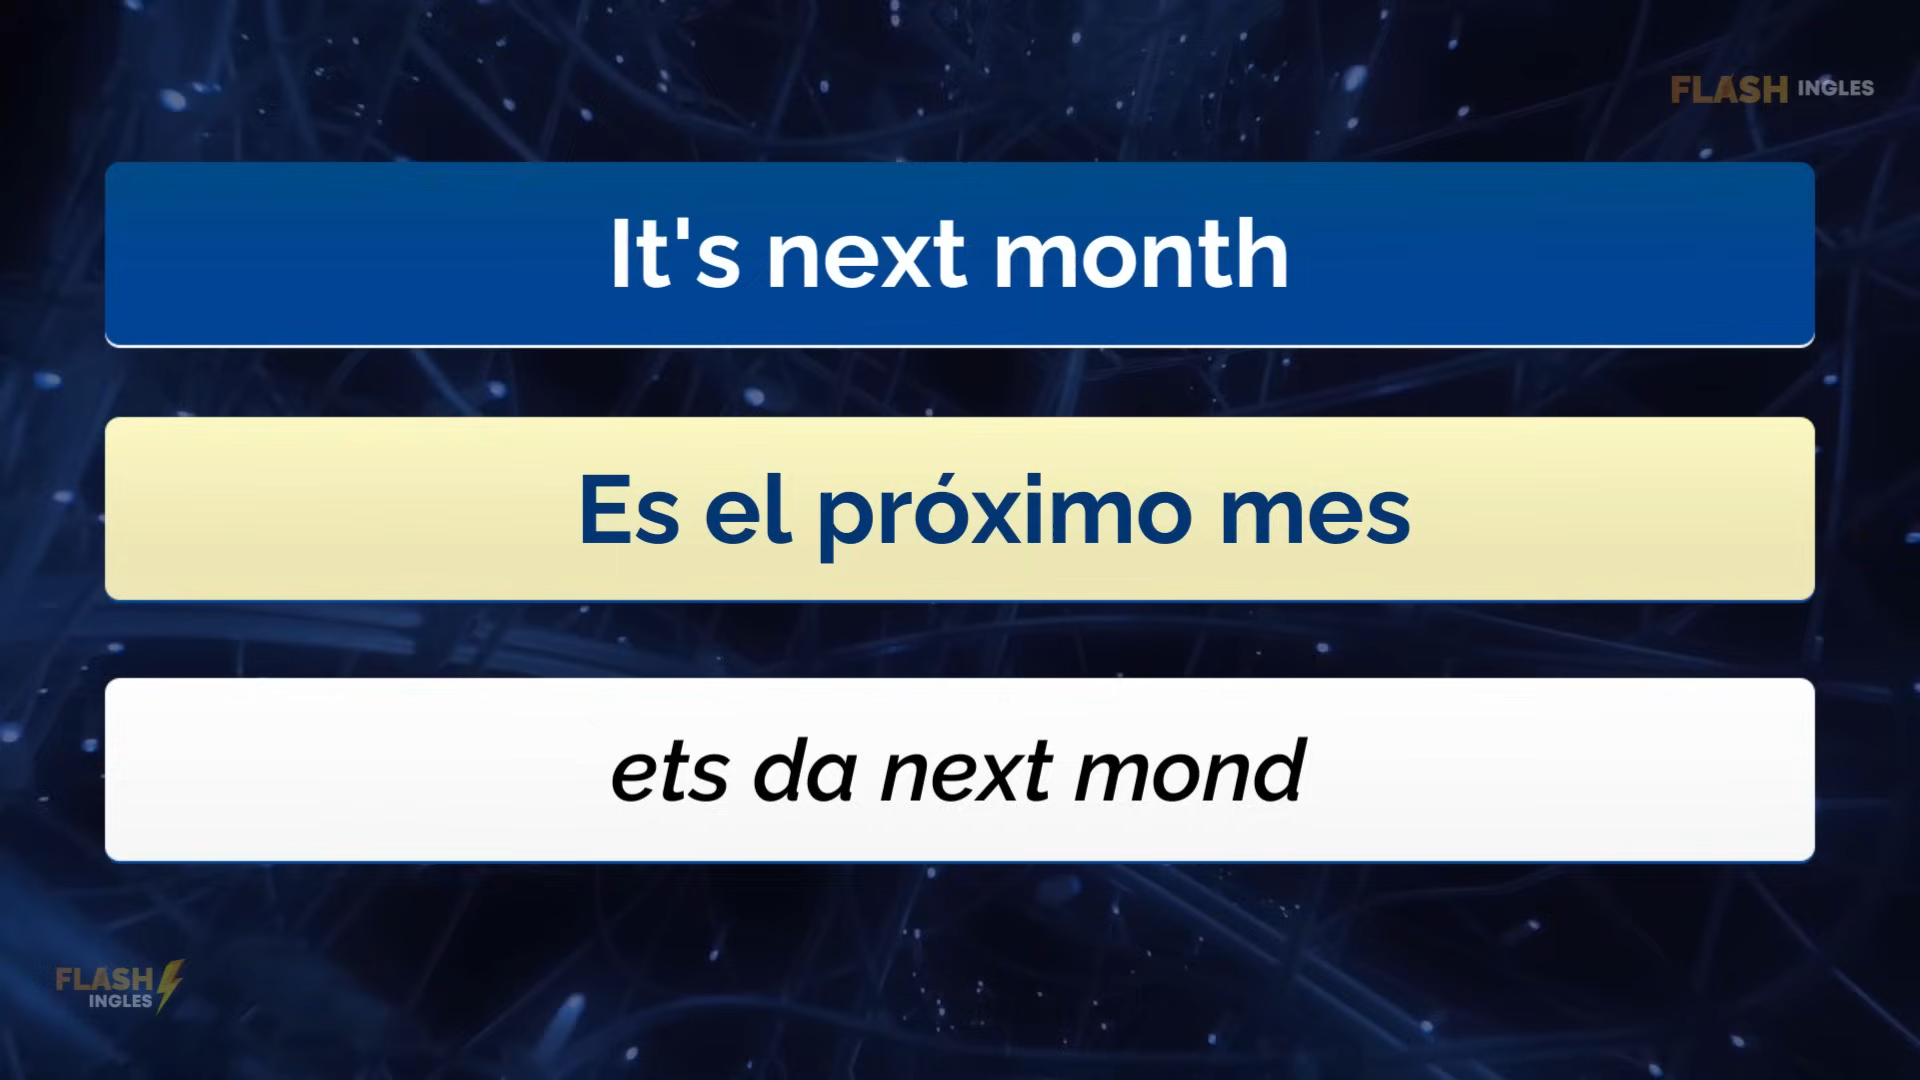 FLASH INGLES
It's next month
Es el próximo mes
ets da next mond
FLASH
INGLES